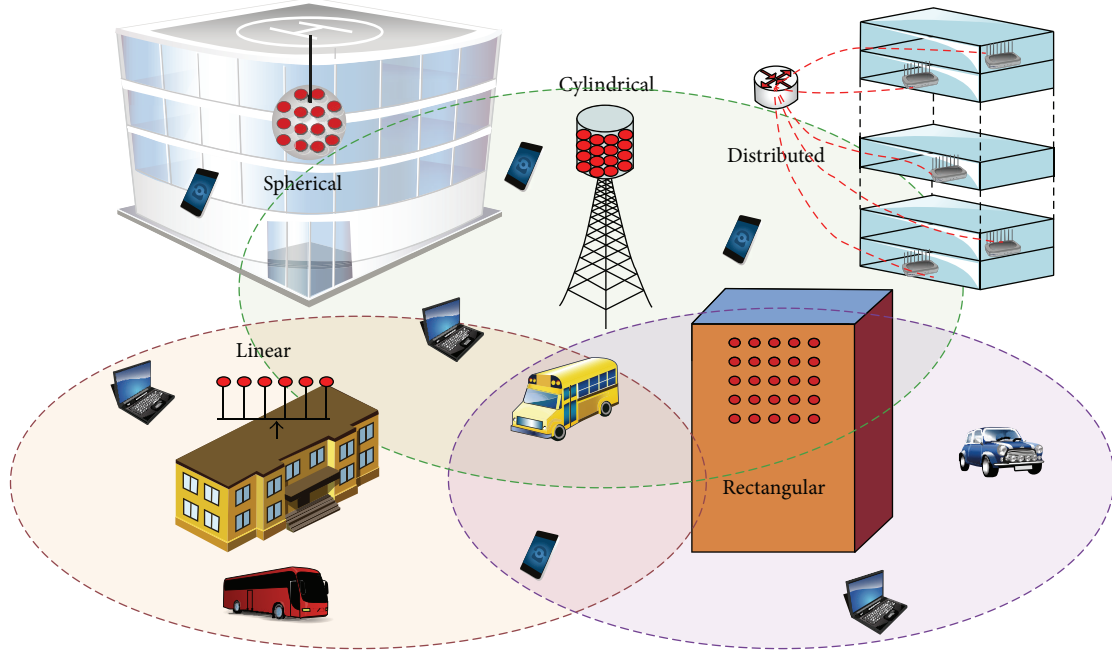 H
Cylindrical
Distributed
Spherical
Linear
Rectangular